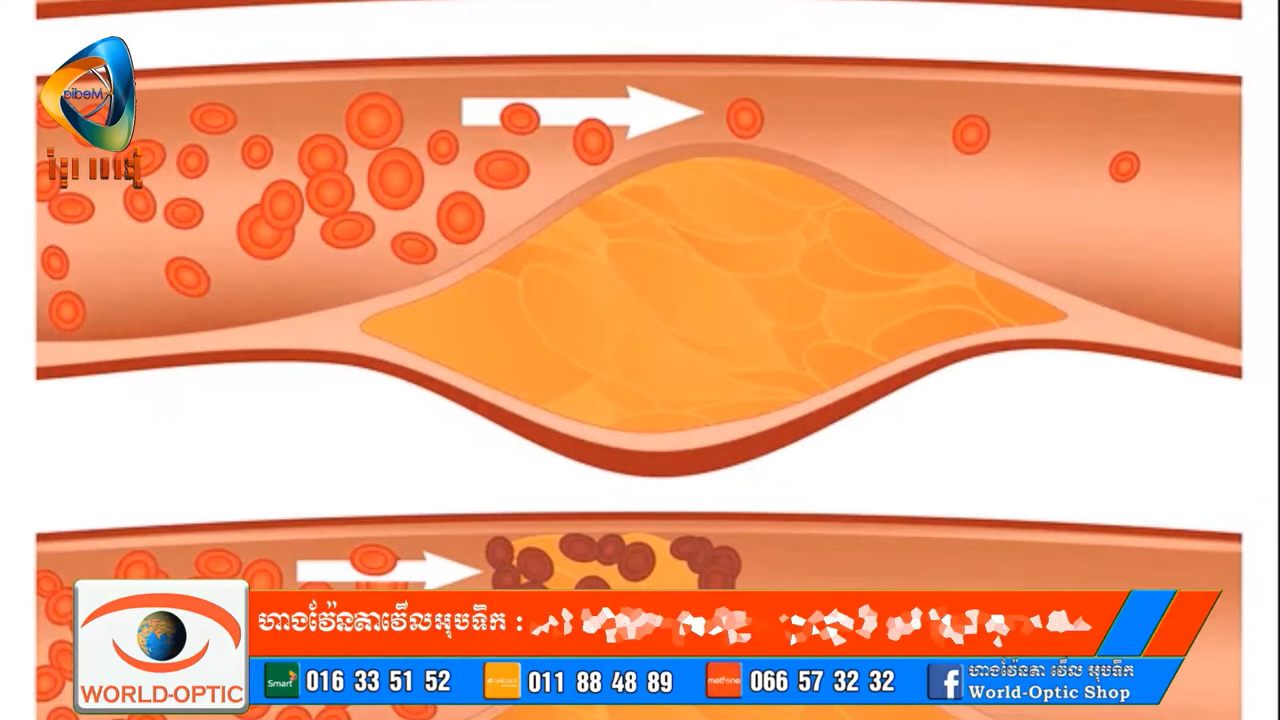 Media
ហាងវ៉ែនតាវើលអុបទិក :
WORLD-OPTIC
Smart 016 33 51 52
011 88 48 89
metfone 066 57 32 32
ហាងវ៉ែនតា វើល អុបទិក
World-Optic Shop